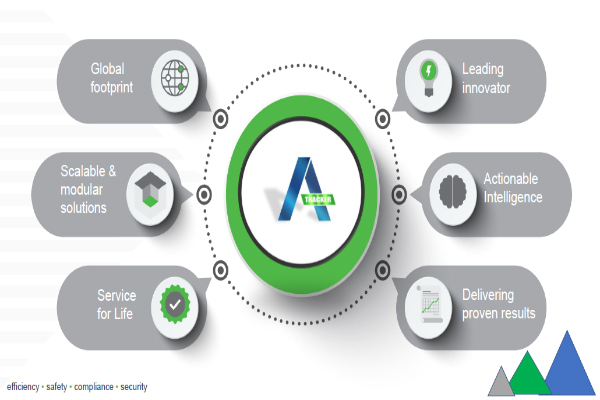 Global
footprint
Leading
innovator
Scalable &
modular
solutions
TRACKER
Actionable
Intelligence
Service
for Life
Delivering
proven results
efficiency • safety • compliance • security